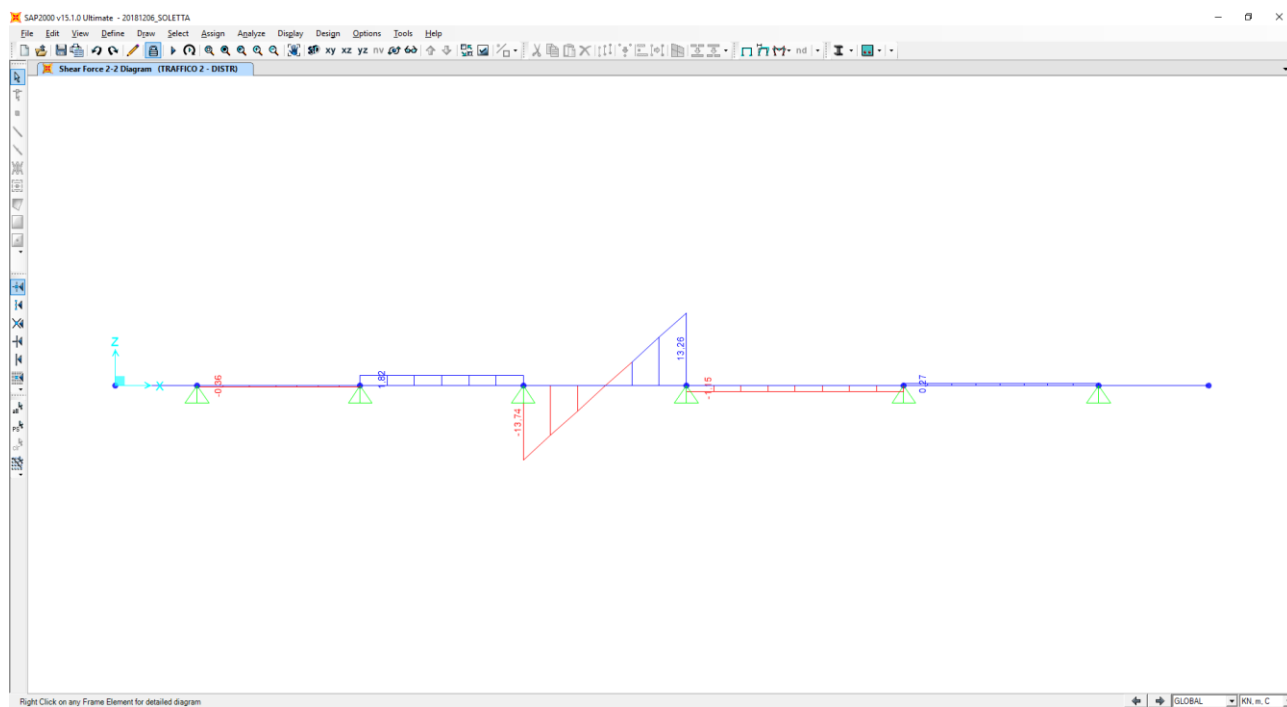 SAP2000 v15.1.0 Ultimate - 20181206_SOLETTA
File Edit View Define Draw Select Assign Analyze Display Design Options Tools Help
xy xz yz nv nd
Shear Force 2-2 Diagram (TRAFFICO 2 - DISTR)
Z
X
-0.36
1.82
-13.74
13.26
-1.15
0.27
Right Click on any Frame Element for detailed diagram
GLOBAL
KN, m, C